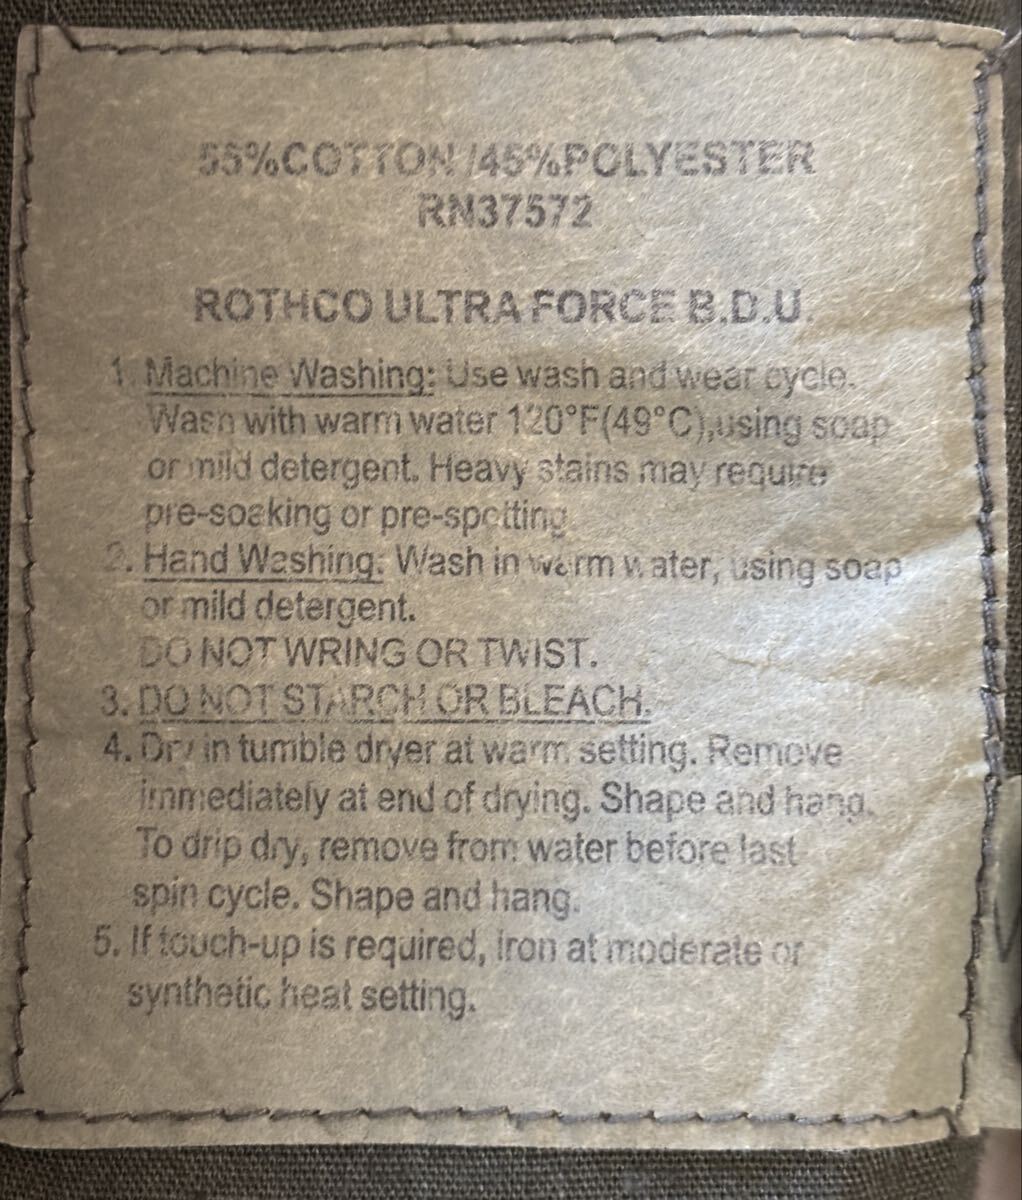 55%COTTON/45%POLYESTER
RN37572
ROTHCO ULTRA FORCE B.D.U.
1. Machine Washing: Use wash and wear cycle.
Wash with warm water 120°F(49°C),using soap
or mild detergent. Heavy stains may require
pre-soaking or pre-spotting.
2. Hand Washing: Wash in warm water, using soap
or mild detergent.
DO NOT WRING OR TWIST.
3. DO NOT STARCH OR BLEACH.
4. Dry in tumble dryer at warm setting. Remove
immediately at end of drying. Shape and hang.
To drip dry, remove from water before last
spin cycle. Shape and hang.
5. If touch-up is required, iron at moderate or
synthetic heat setting.